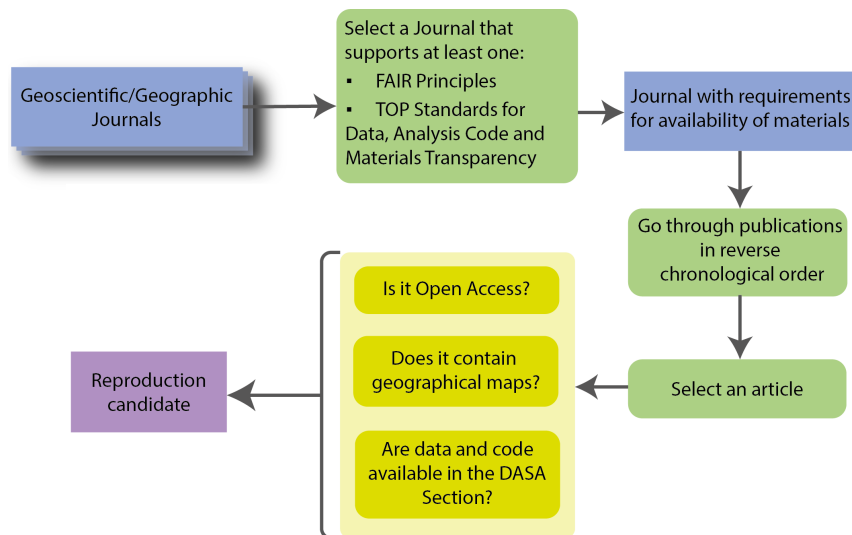 Geoscientific/Geographic
Journals
Select a Journal that
supports at least one:
▪ FAIR Principles
▪ TOP Standards for
Data, Analysis Code and
Materials Transparency
Journal with requirements
for availability of materials
Go through publications
in reverse
chronological order
Select an article
Is it Open Access?
Does it contain
geographical maps?
Are data and code
available in the DASA
Section?
Reproduction
candidate